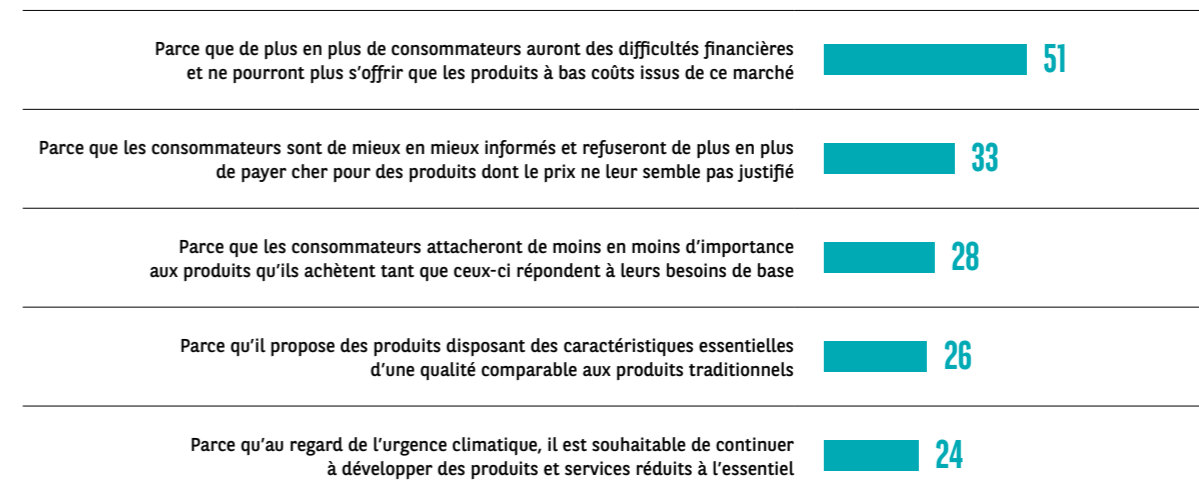 Parce que de plus en plus de consommateurs auront des difficultés financières
et ne pourront plus s'offrir que les produits à bas coûts issus de ce marché
51
Parce que les consommateurs sont de mieux en mieux informés et refuseront de plus en plus
de payer cher pour des produits dont le prix ne leur semble pas justifié
33
Parce que les consommateurs attacheront de moins en moins d'importance
aux produits qu'ils achètent tant que ceux-ci répondent à leurs besoins de base
28
Parce qu'il propose des produits disposant des caractéristiques essentielles
d'une qualité comparable aux produits traditionnels
26
Parce qu'au regard de l'urgence climatique, il est souhaitable de continuer
à développer des produits et services réduits à l'essentiel
24